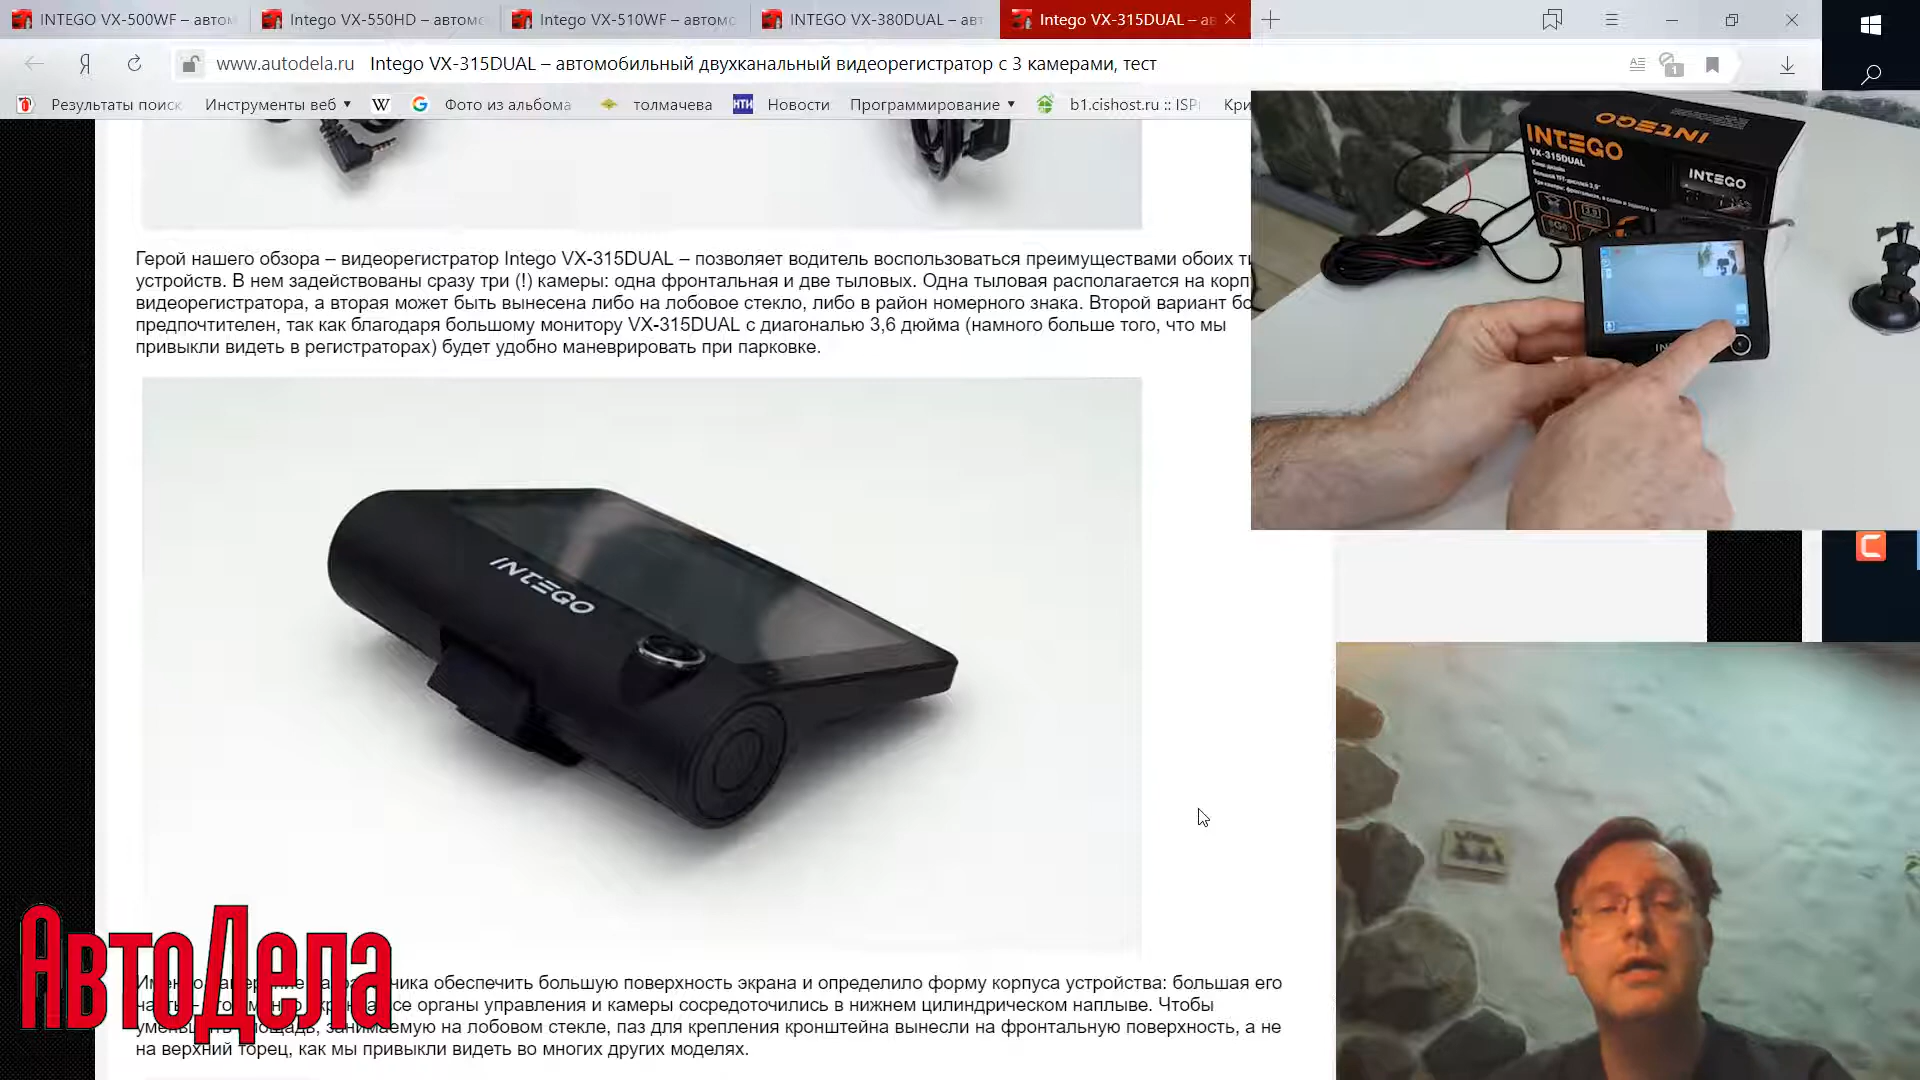 INTEGO VX-500WF – автом
Intego VX-550HD – автомо
Intego VX-510WF – автомо
INTEGO VX-380DUAL – авт
Intego VX-315DUAL – ав
www.autodela.ru Intego VX-315DUAL – автомобильный двухканальный видеорегистратор с 3 камерами, тест
1
Результаты поиск
Инструменты веб
W
G
Фото из альбома
толмачева
НТИ
Новости
Программирование
b1.cishost.ru :: ISP
Кри
Герой нашего обзора – видеорегистратор Intego VX-315DUAL – позволяет водитель воспользоваться преимуществами обоих ти
устройств. В нем задействованы сразу три (!) камеры: одна фронтальная и две тыловых. Одна тыловая располагается на корп
видеорегистратора, а вторая может быть вынесена либо на лобовое стекло, либо в район номерного знака. Второй вариант бо
предпочтителен, так как благодаря большому монитору VX-315DUAL с диагональю 3,6 дюйма (намного больше того, что мы
привыкли видеть в регистраторах) будет удобно маневрировать при парковке.
INTEGO
INTEGO
INTEGO
VX-315DUAL
INTEGO
АвтоДела
обеспечить большую поверхность экрана и определило форму корпуса устройства: большая его
органы управления и камеры сосредоточились в нижнем цилиндрическом наплыве. Чтобы
занимаемую на лобовом стекле, паз для крепления кронштейна вынесли на фронтальную поверхность, а не
на верхний торец, как мы привыкли видеть во многих других моделях.